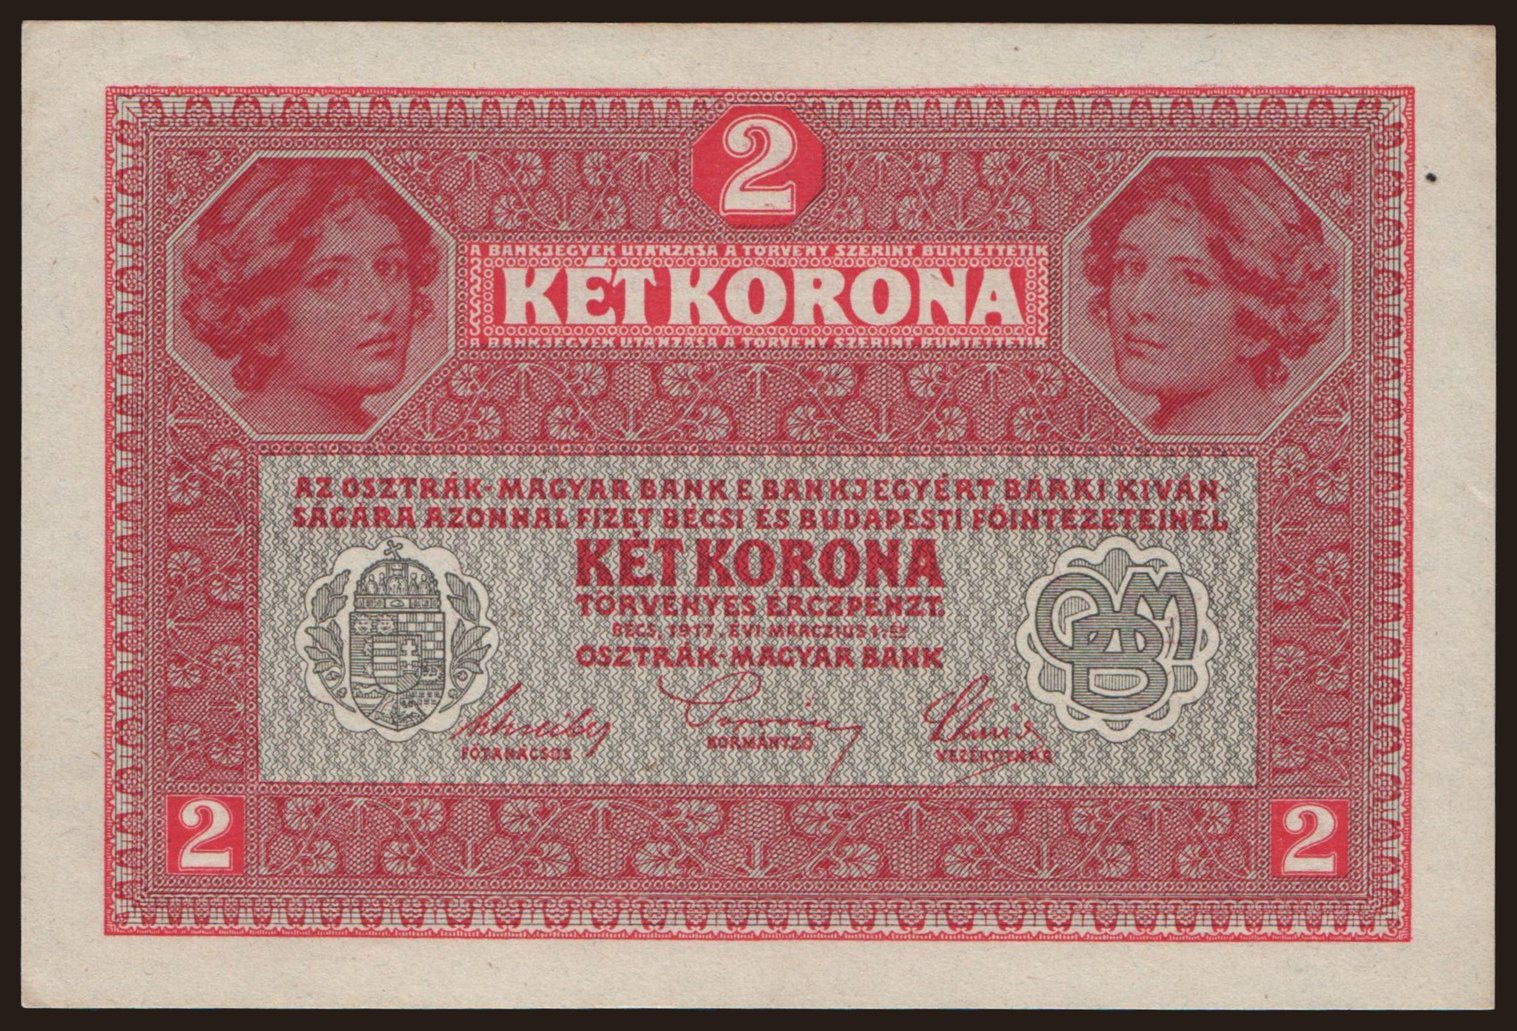 2
A BANKJEGYEK UTÁNZÁSA A TÖRVÉNY SZERINT BÜNTETTETIK
KÉT KORONA
A BANKJEGYEK UTÁNZÁSA A TÖRVÉNY SZERINT BÜNTETTETIK
AZ OSZTRÁK-MAGYAR BANK E BANKJEGYÉRT BÁRKI KIVÁN-
SÁGÁRA AZONNAL FIZET BÉCSI ÉS BUDAPESTI FŐINTÉZETEINÉL
KÉT KORONA
TÖRVÉNYES ÉRCZPÉNZT.
BÉCS, 1917. ÉVI MÁRCZIUS 1-ÉN
OSZTRÁK-MAGYAR BANK
OBM
FŐTANÁCSOS
KORMÁNYZÓ
VEZÉRTITKÁR
2
2